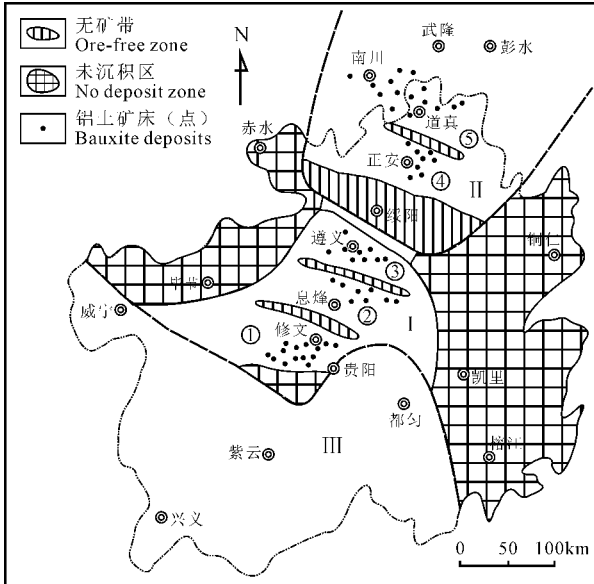 无矿带
Ore-free zone
未沉积区
No deposit zone
铝土矿床（点）
Bauxite deposits
N
武隆
彭水
南川
赤水
道真
⑤
正安
④
II
绥阳
铜仁
遵义
毕节
③
威宁
息烽
②
I
①
修文
贵阳
凯里
都匀
III
紫云
榕江
兴义
0 50 100km